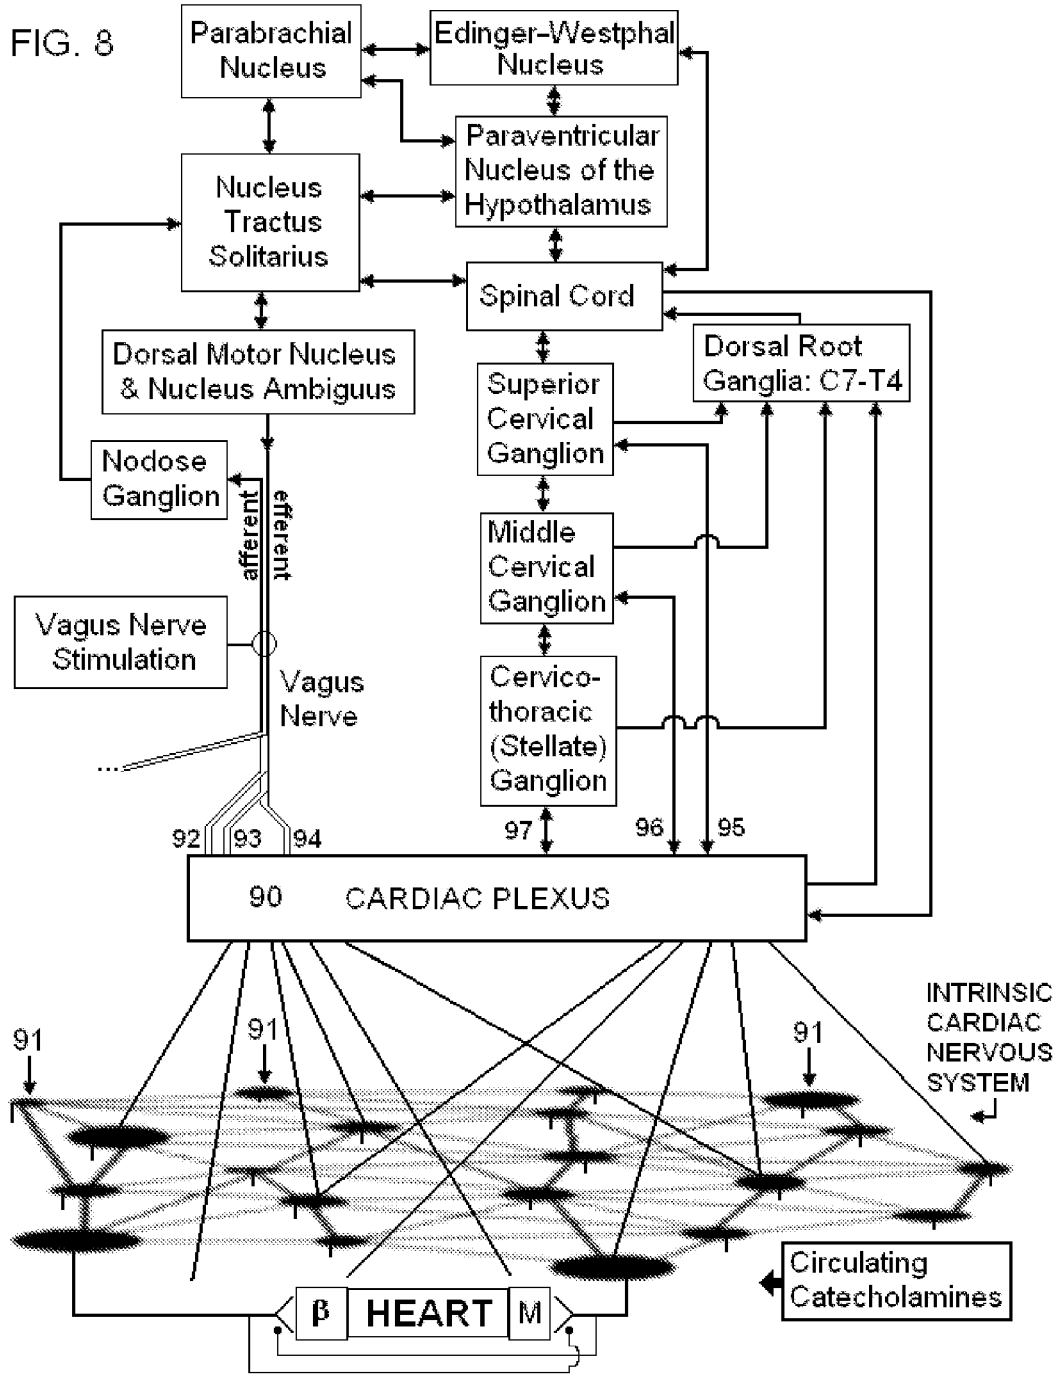 FIG. 8
Parabrachial
Nucleus
Edinger–Westphal
Nucleus
Paraventricular
Nucleus of the
Hypothalamus
Nucleus
Tractus
Solitarius
Spinal Cord
Dorsal Motor Nucleus
& Nucleus Ambiguus
Dorsal Root
Ganglia: C7-T4
Superior
Cervical
Ganglion
Nodose
Ganglion
afferent
efferent
Middle
Cervical
Ganglion
Vagus Nerve
Stimulation
Vagus
Nerve
Cervico-
thoracic
(Stellate)
Ganglion
...
92
93
94
97
96
95
90
CARDIAC PLEXUS
INTRINSIC
CARDIAC
NERVOUS
SYSTEM
91
91
91
Circulating
Catecholamines
β
HEART
M